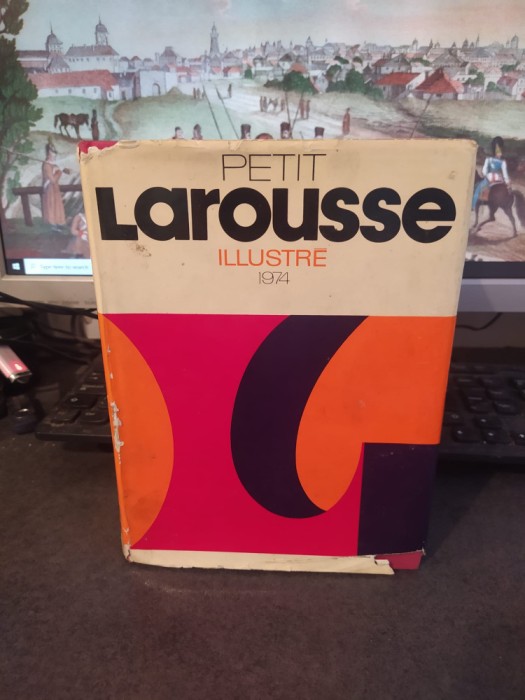 PETIT
Larousse
ILLUSTRÉ
1974